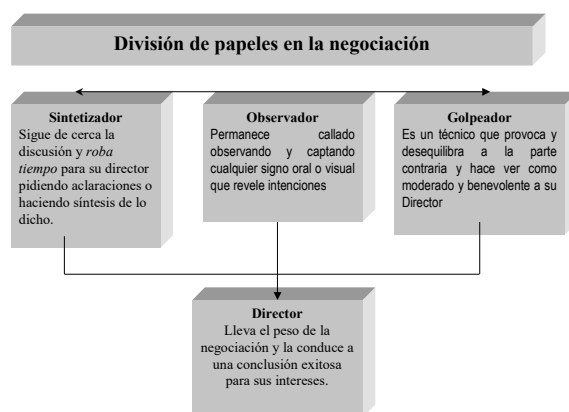 División de papeles en la negociación
Sintetizador
Sigue de cerca la
discusión y roba
tiempo para su director
pidiendo aclaraciones o
haciendo síntesis de lo
dicho.
Observador
Permanece callado
observando y captando
cualquier signo oral o visual
que revele intenciones
Golpeador
Es un técnico que provoca y
desequilibra a la parte
contraria y hace ver como
moderado y benevolente a su
Director
Director
Lleva el peso de la
negociación y la conduce a
una conclusión exitosa
para sus intereses.